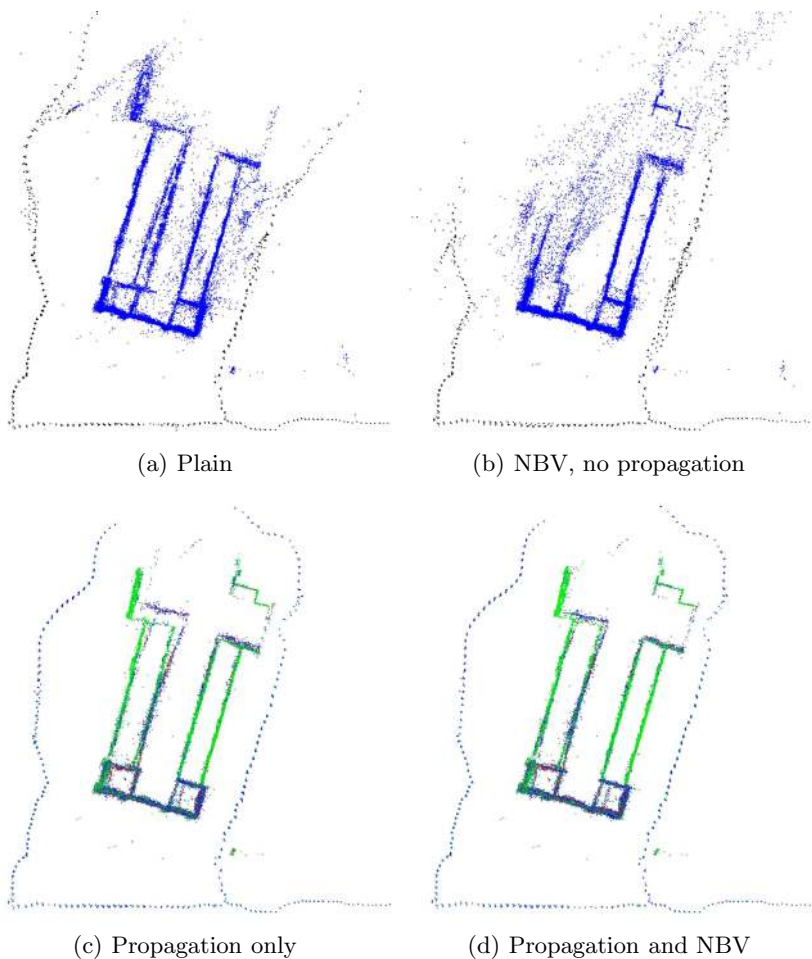 (a) Plain
(b) NBV, no propagation
(c) Propagation only
(d) Propagation and NBV